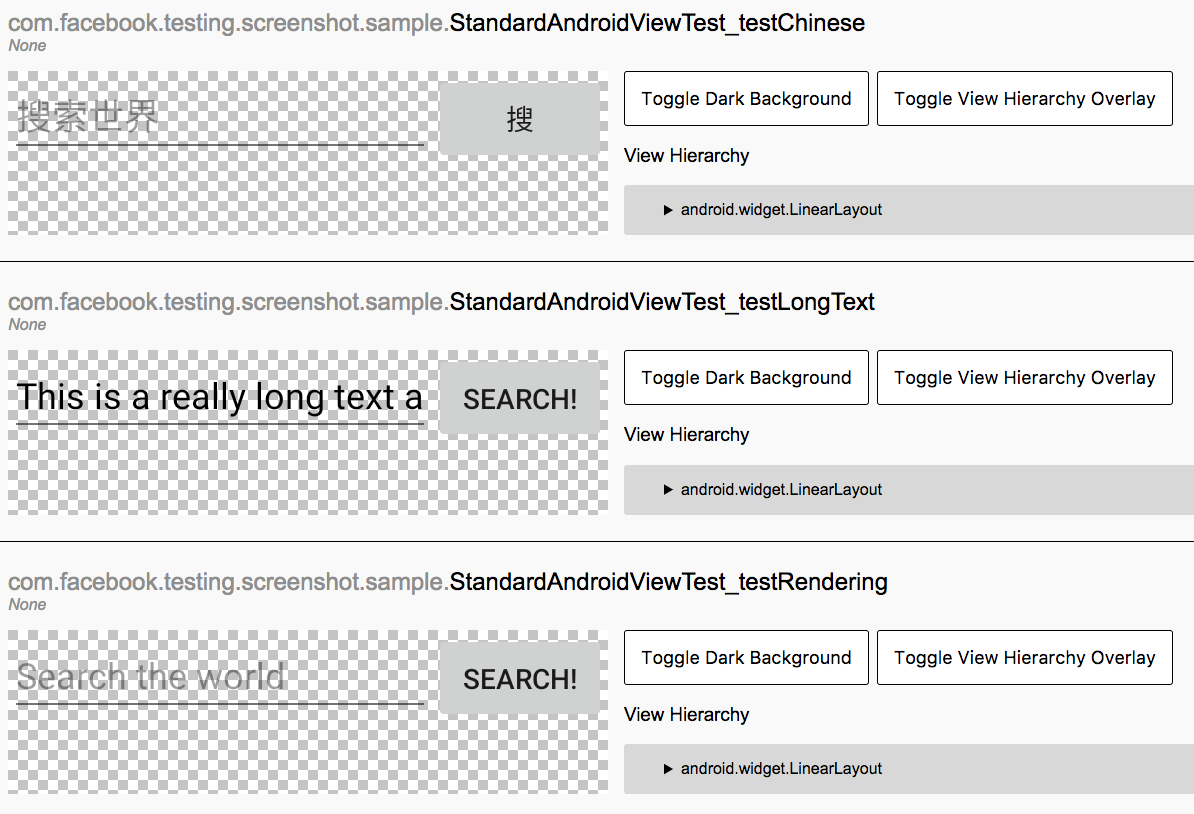 com.facebook.testing.screenshot.sample.StandardAndroidViewTest_testChinese
None
搜索世界
搜
Toggle Dark Background
Toggle View Hierarchy Overlay
View Hierarchy
android.widget.LinearLayout
com.facebook.testing.screenshot.sample.StandardAndroidViewTest_testLongText
None
This is a really long text a
SEARCH!
Toggle Dark Background
Toggle View Hierarchy Overlay
View Hierarchy
android.widget.LinearLayout
com.facebook.testing.screenshot.sample.StandardAndroidViewTest_testRendering
None
Search the world
SEARCH!
Toggle Dark Background
Toggle View Hierarchy Overlay
View Hierarchy
android.widget.LinearLayout